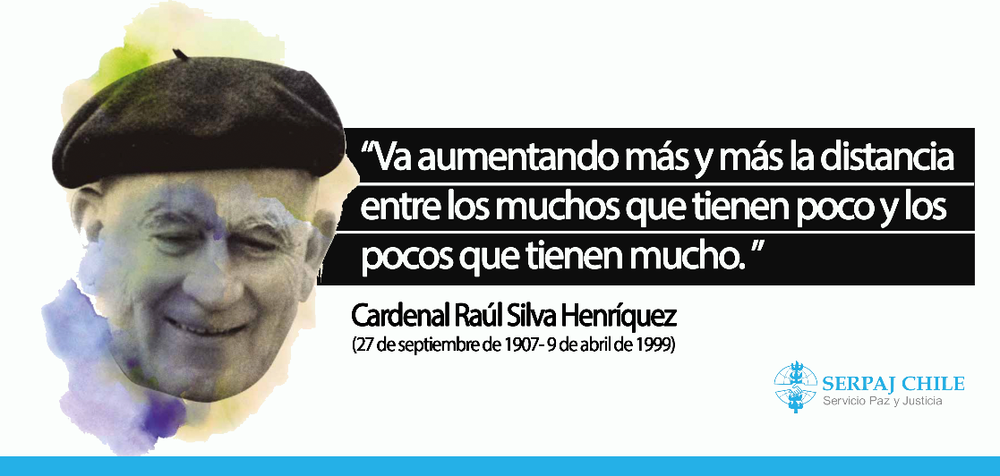 “Va aumentando más y más la distancia
entre los muchos que tienen poco y los
pocos que tienen mucho. ”
Cardenal Raúl Silva Henríquez
(27 de septiembre de 1907- 9 de abril de 1999)
SERPAJ CHILE
Servicio Paz y Justicia